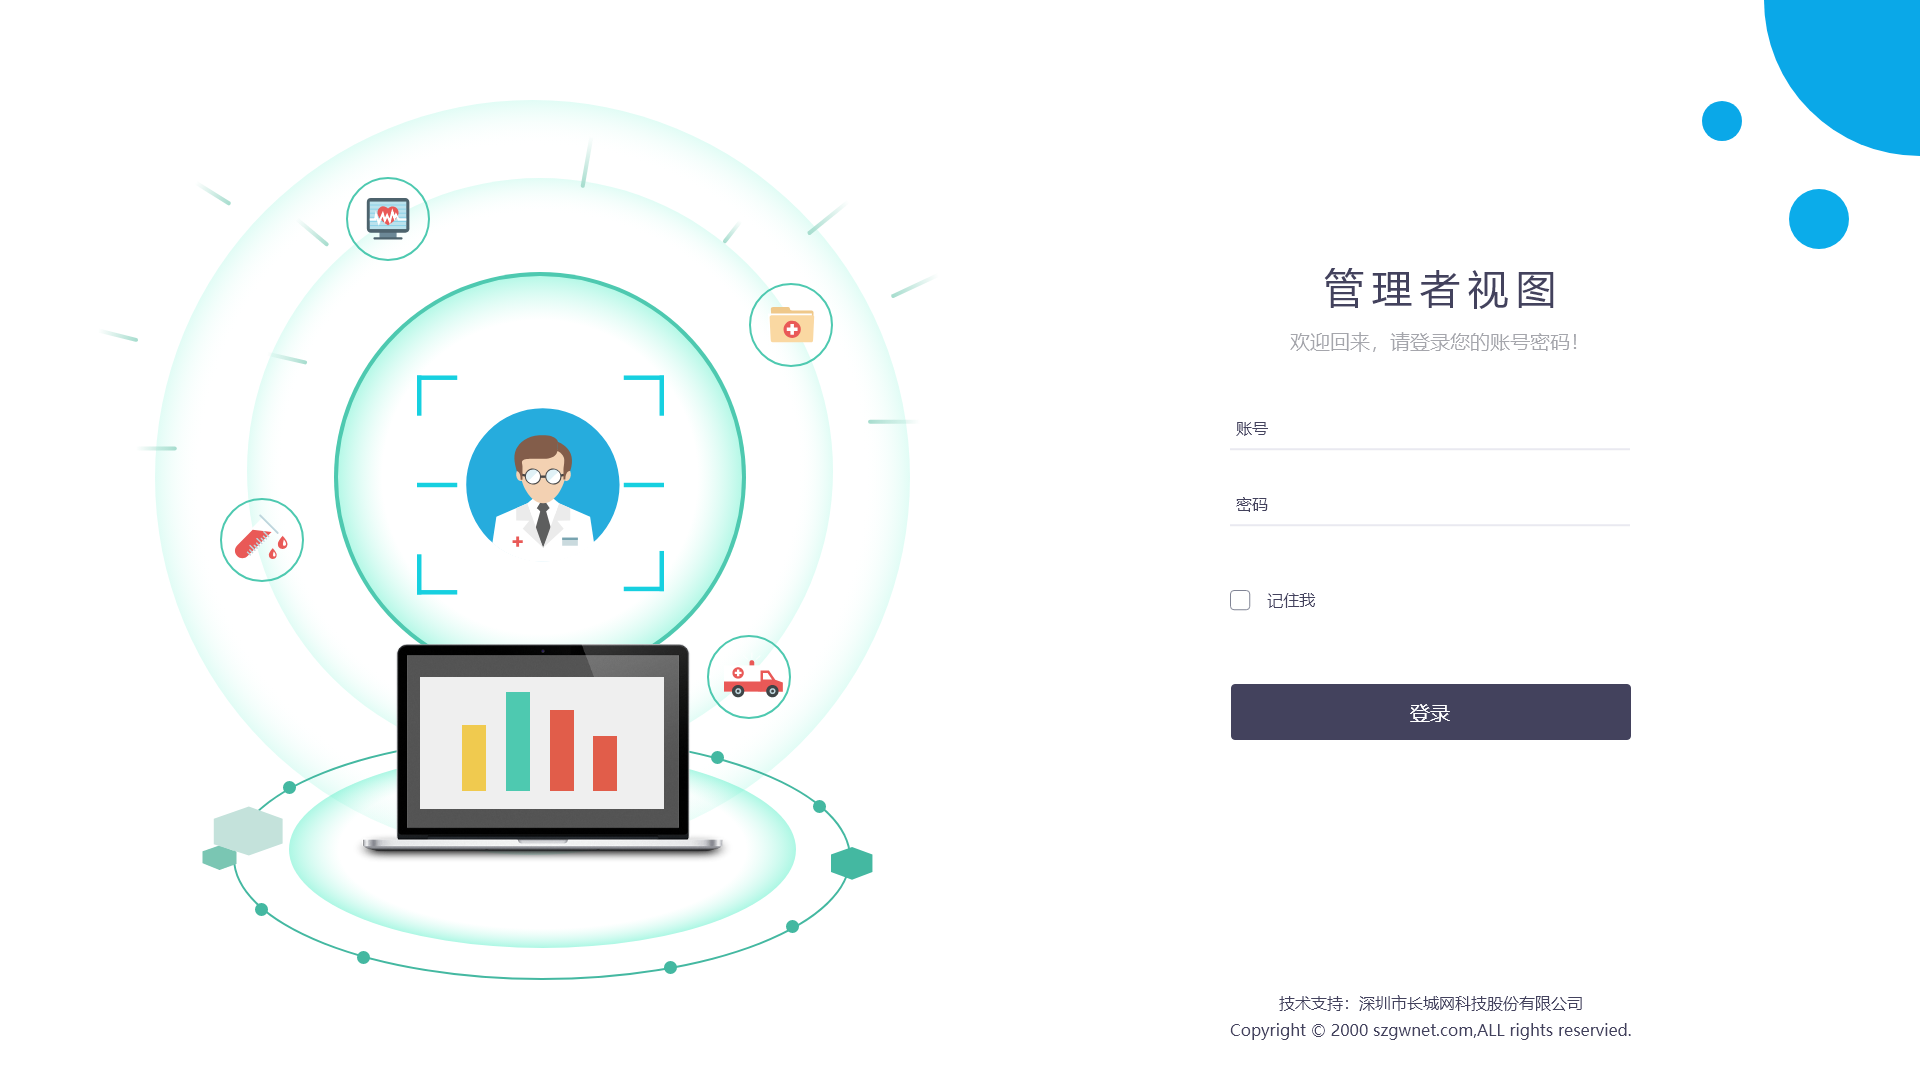 管理者视图
欢迎回来，请登录您的账号密码！
账号
密码
记住我
登录
技术支持：深圳市长城网科技股份有限公司
Copyright © 2000 szgwnet.com,ALL rights reservied.